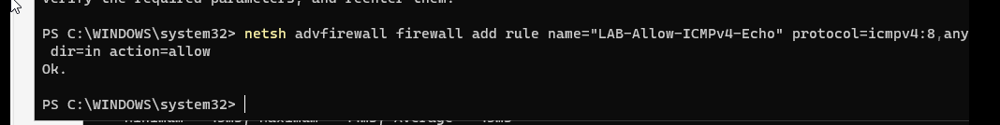 verify the required parameters, and reenter them.
PS C:\WINDOWS\system32> netsh advfirewall firewall add rule name="LAB-Allow-ICMPv4-Echo" protocol=icmpv4:8,any
dir=in action=allow
Ok.
PS C:\WINDOWS\system32>
Average